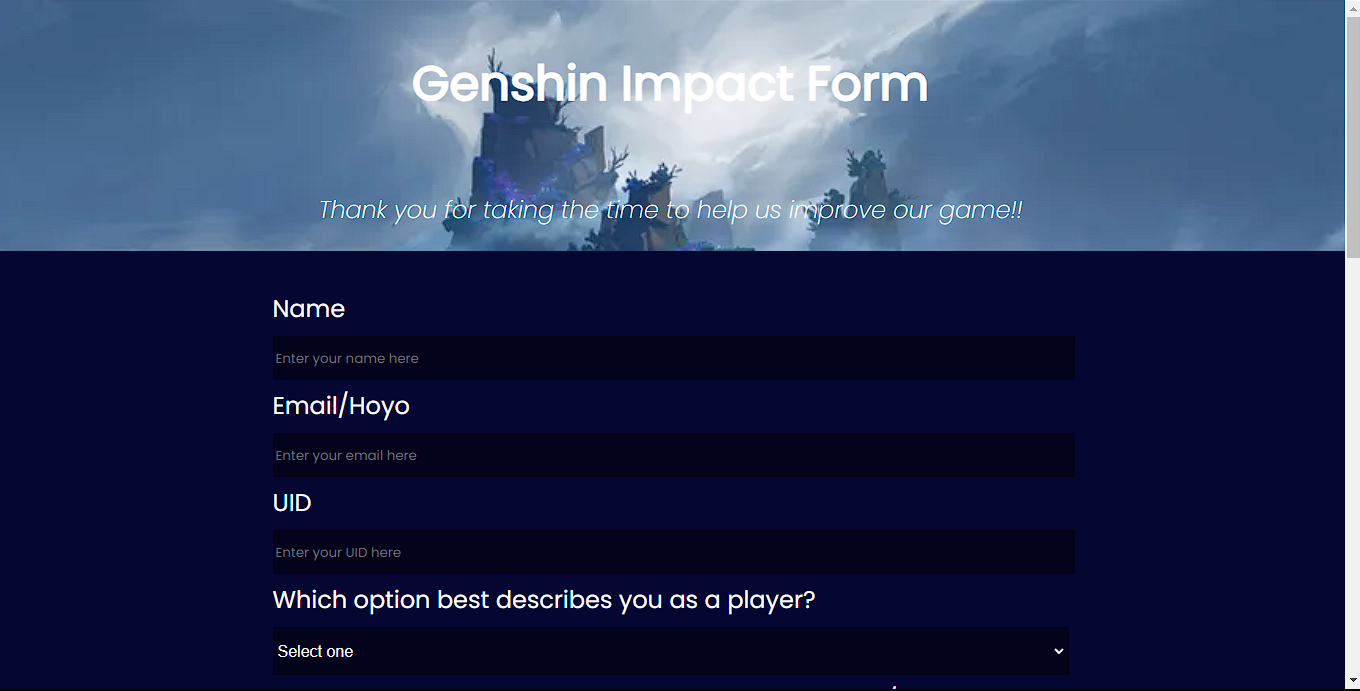 Genshin Impact Form
Thank you for taking the time to help us improve our game!!
Name
Enter your name here
Email/Hoyo
Enter your email here
UID
Enter your UID here
Which option best describes you as a player?
Select one